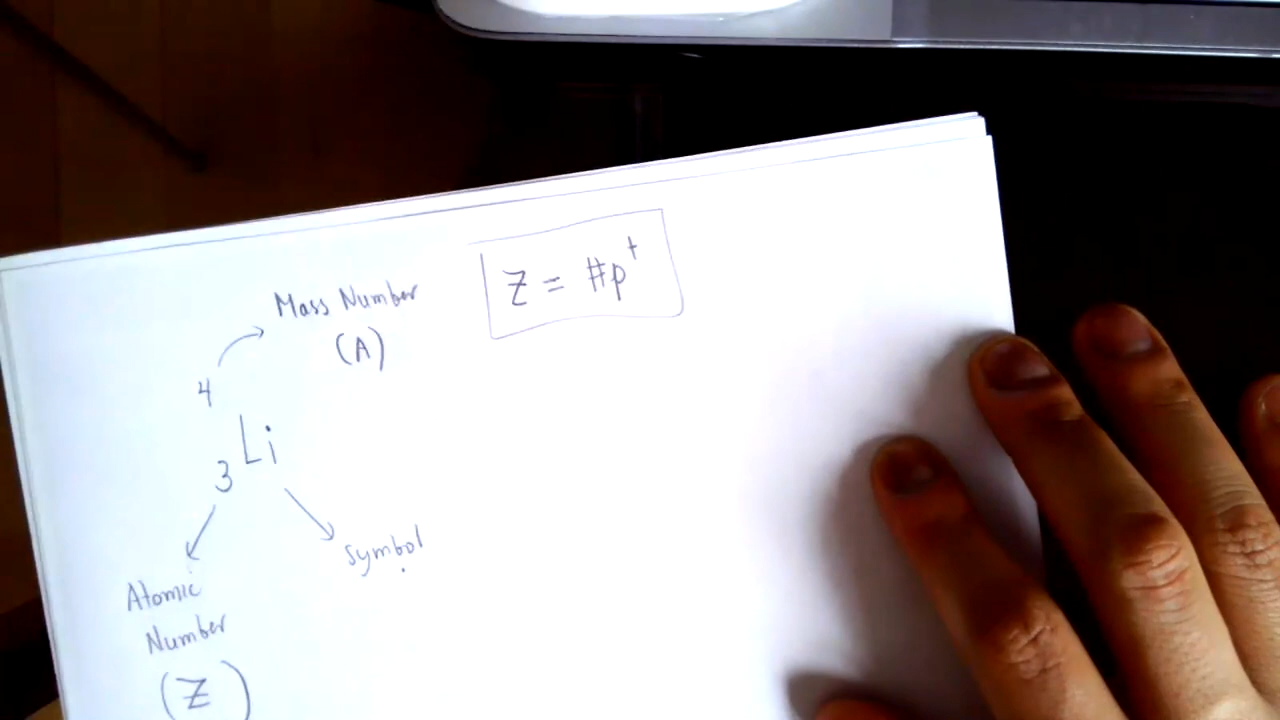 Mass Number
(A)
Z = #p⁺
4
Li
3
Symbol
Atomic
Number
(Z)